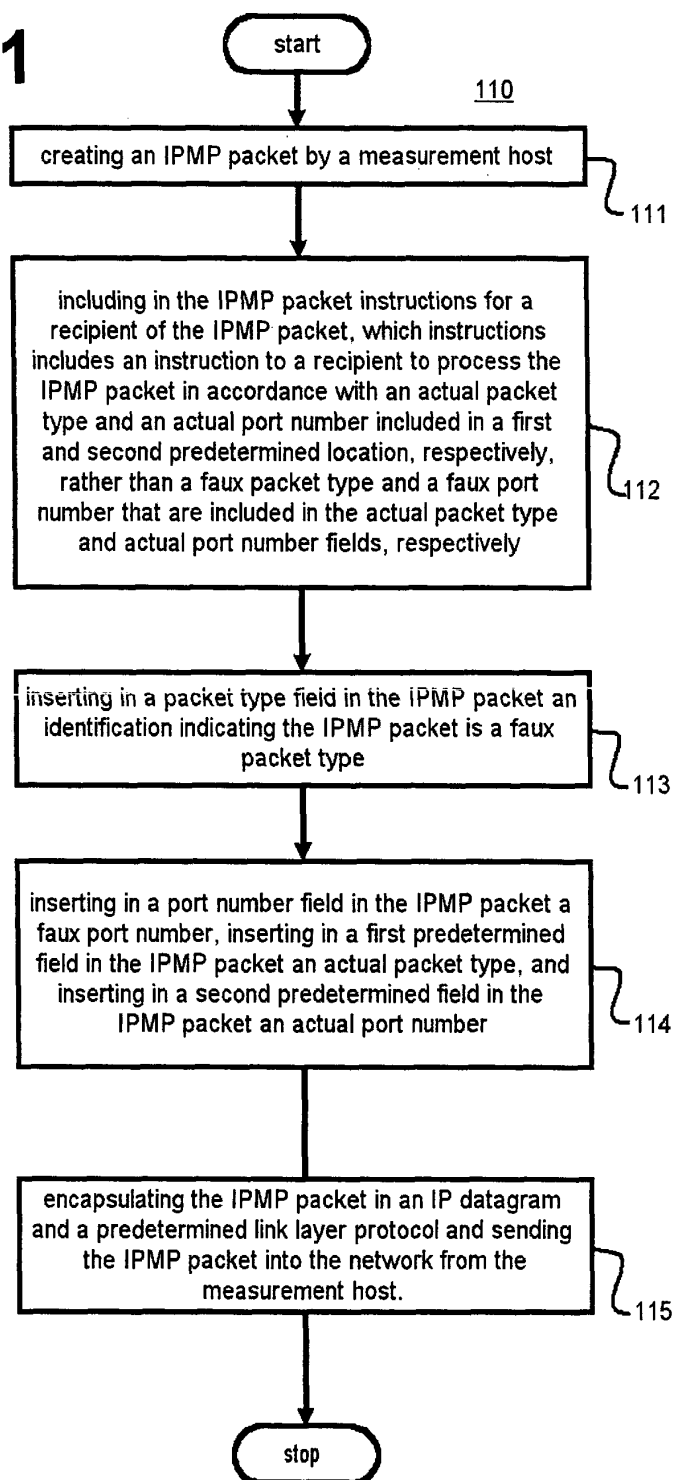 1
start
110
creating an IPMP packet by a measurement host
111
including in the IPMP packet instructions for a
recipient of the IPMP packet, which instructions
includes an instruction to a recipient to process the
IPMP packet in accordance with an actual packet
type and an actual port number included in a first
and second predetermined location, respectively,
rather than a faux packet type and a faux port
number that are included in the actual packet type
and actual port number fields, respectively
112
inserting in a packet type field in the IPMP packet an
identification indicating the IPMP packet is a faux
packet type
113
inserting in a port number field in the IPMP packet a
faux port number, inserting in a first predetermined
field in the IPMP packet an actual packet type, and
inserting in a second predetermined field in the
IPMP packet an actual port number
114
encapsulating the IPMP packet in an IP datagram
and a predetermined link layer protocol and sending
the IPMP packet into the network from the
measurement host.
115
stop